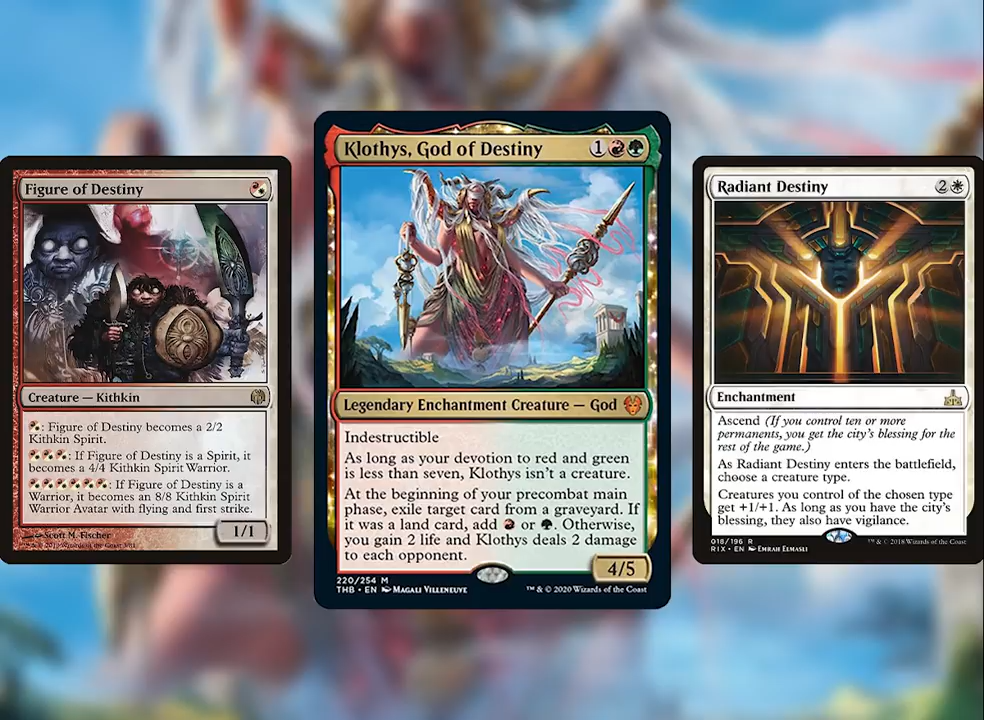 Figure of Destiny
Creature — Kithkin
: Figure of Destiny becomes a 2/2
Kithkin Spirit.
: If Figure of Destiny is a Spirit, it
becomes a 4/4 Kithkin Spirit Warrior.
: If Figure of Destiny is a
Warrior, it becomes an 8/8 Kithkin Spirit
Warrior Avatar with flying and first strike.
Scott M. Fischer
1/1
Klothys, God of Destiny 1
Legendary Enchantment Creature — God
Indestructible
As long as your devotion to red and green
is less than seven, Klothys isn't a creature.
At the beginning of your precombat main
phase, exile target card from a graveyard. If
it was a land card, add or . Otherwise,
you gain 2 life and Klothys deals 2 damage
to each opponent.
4/5
220/254 M
THB • EN MAGALI VILLENEUVE
™ & © 2020 Wizards of the Coast
Radiant Destiny 2
Enchantment
Ascend (If you control ten or more
permanents, you get the city's blessing for the
rest of the game.)
As Radiant Destiny enters the battlefield,
choose a creature type.
Creatures you control of the chosen type
get +1/+1. As long as you have the city's
blessing, they also have vigilance.
018/196 R
RIX • EN EMRAH ELMASLI
™ & © 2018 Wizards of the Coast